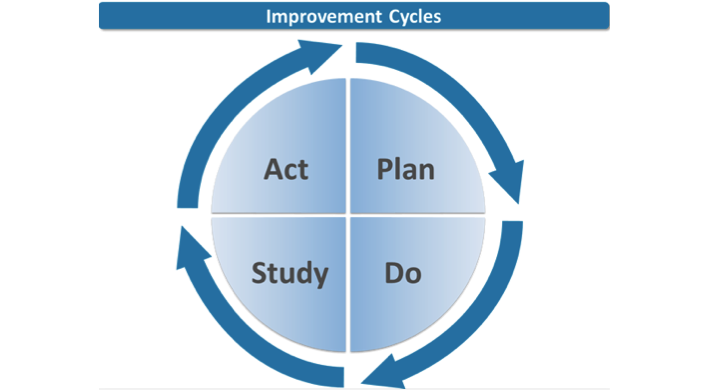 Improvement Cycles
Act
Plan
Study
Do